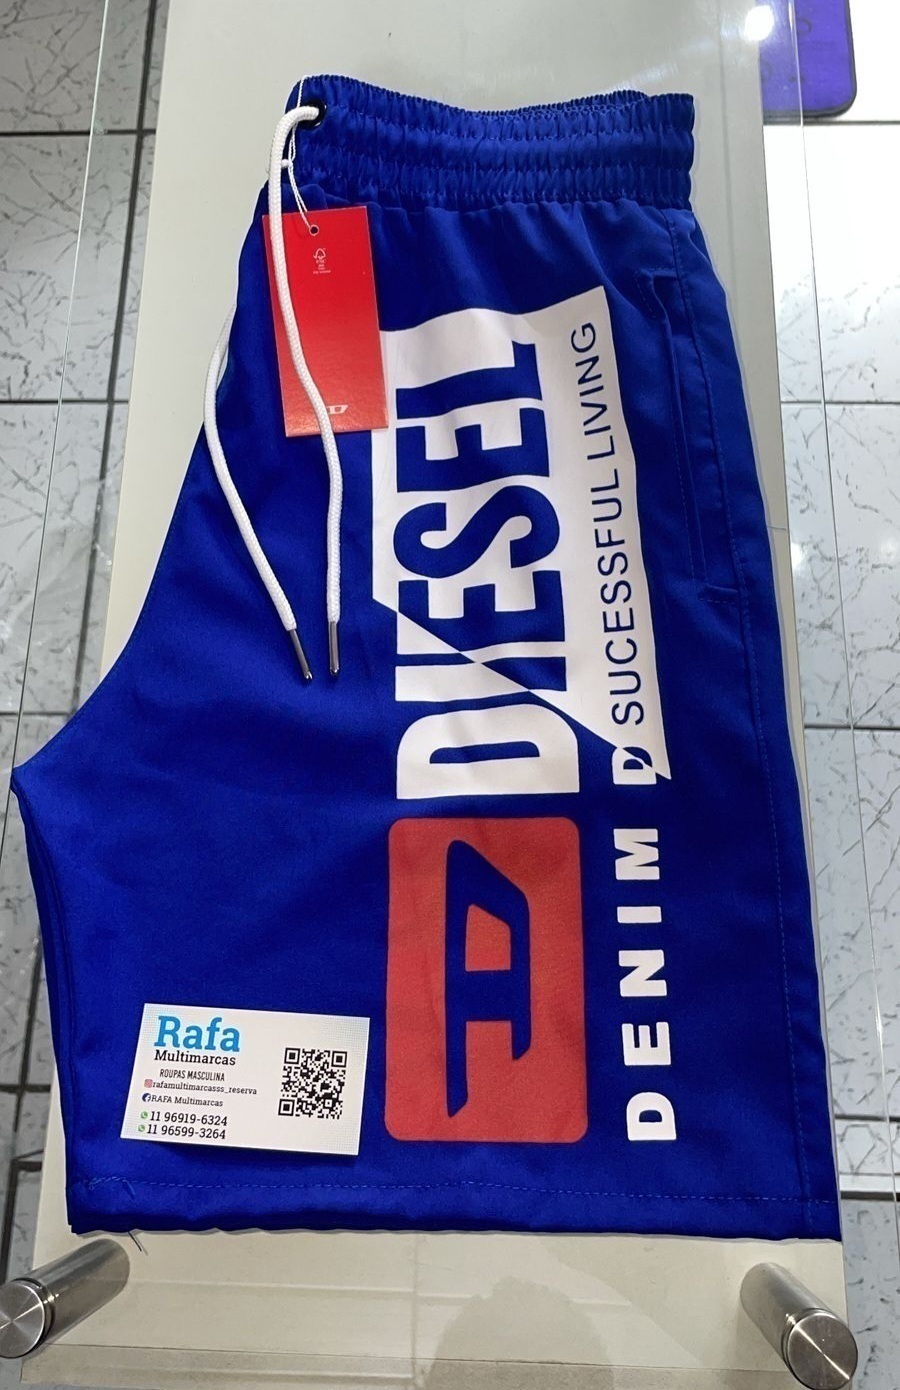 DIESEL
SUCESSFUL LIVING
DENIM D
D
Rafa
Multimarcas
ROUPAS MASCULINA
rafamultimarcasss_reserva
RAFA Multimarcas
11 96919-6324
11 96599-3264